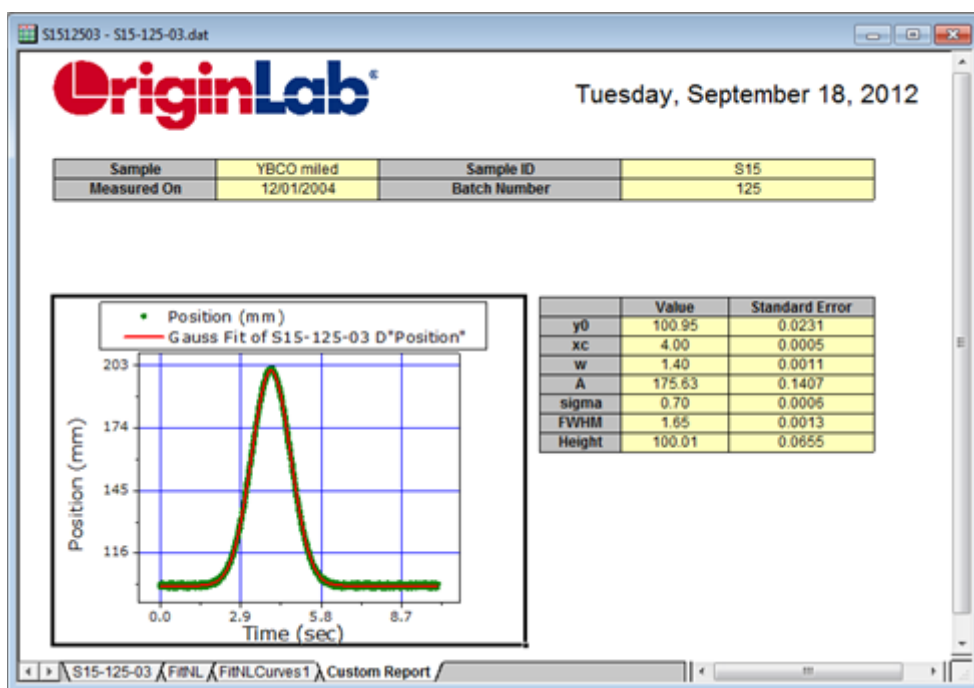 S1512503 - S15-125-03.dat
OriginLab®
Tuesday, September 18, 2012
Sample YBCO miled Sample ID S15
Measured On 12/01/2004 Batch Number 125
Position (mm)
Gauss Fit of S15-125-03 D"Position"
203
174
145
116
Position (mm)
0.0 2.9 5.8 8.7
Time (sec)
Value Standard Error
y0 100.95 0.0231
xc 4.00 0.0005
w 1.40 0.0011
A 175.63 0.1407
sigma 0.70 0.0006
FWHM 1.65 0.0013
Height 100.01 0.0655
S15-125-03 FitNL FitNLCurves1 Custom Report